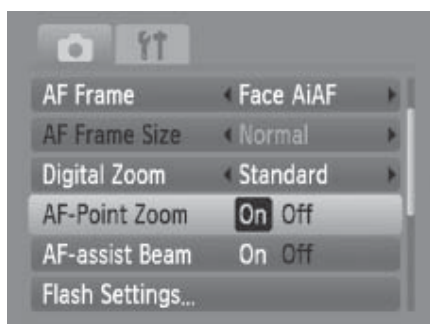 AF Frame Face AiAF
AF Frame Size Normal
Digital Zoom Standard
AF-Point Zoom On Off
AF-assist Beam On Off
Flash Settings...